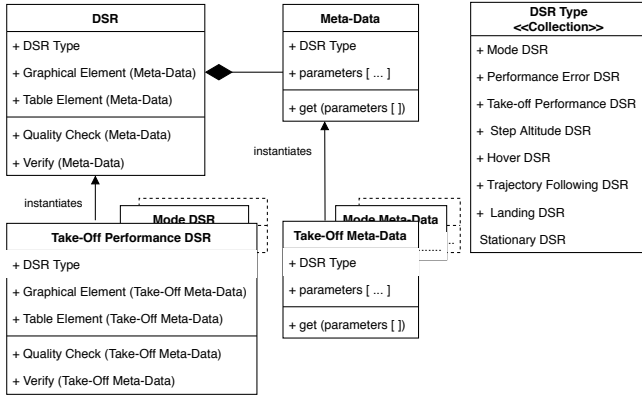 DSR
+ DSR Type
+ Graphical Element (Meta-Data)
+ Table Element (Meta-Data)
+ Quality Check (Meta-Data)
+ Verify (Meta-Data)
Meta-Data
+ DSR Type
+ parameters [ ... ]
+ get (parameters [ ])
DSR Type
<<Collection>>
+ Mode DSR
+ Performance Error DSR
+ Take-off Performance DSR
+ Step Altitude DSR
+ Hover DSR
+ Trajectory Following DSR
+ Landing DSR
Stationary DSR
instantiates
instantiates
Mode DSR
Take-Off Performance DSR
+ DSR Type
+ Graphical Element (Take-Off Meta-Data)
+ Table Element (Take-Off Meta-Data)
+ Quality Check (Take-Off Meta-Data)
+ Verify (Take-Off Meta-Data)
Mode Meta-Data
Take-Off Meta-Data
+ DSR Type
+ parameters [ ... ]
+ get (parameters [ ])